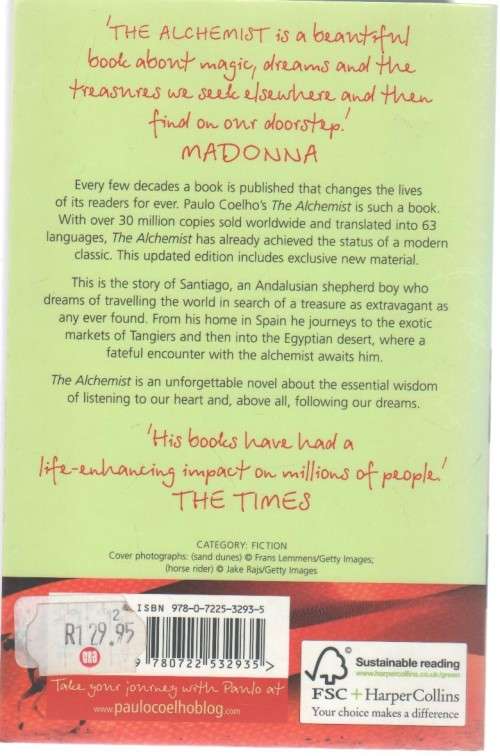 'THE ALCHEMIST is a beautiful
book about magic, dreams and the
treasures we seek elsewhere and then
find on our doorstep.'
MADONNA
Every few decades a book is published that changes the lives
of its readers for ever. Paulo Coelho's The Alchemist is such a book.
With over 30 million copies sold worldwide and translated into 63
languages, The Alchemist has already achieved the status of a modern
classic. This updated edition includes exclusive new material.
This is the story of Santiago, an Andalusian shepherd boy who
dreams of travelling the world in search of a treasure as extravagant as
any ever found. From his home in Spain he journeys to the exotic
markets of Tangiers and then into the Egyptian desert, where a
fateful encounter with the alchemist awaits him.
The Alchemist is an unforgettable novel about the essential wisdom
of listening to our heart and, above all, following our dreams.
'His books have had a
life-enhancing impact on millions of people.'
THE TIMES
CATEGORY: FICTION
Cover photographs: (sand dunes) © Frans Lemmens/Getty Images;
(horse rider) © Jake Rajs/Getty Images
ISBN 978-0-7225-3293-5
2
R129.95
9 780722 532935 >
Take your journey with Paulo at
www.paulocoelhoblog.com
Sustainable reading
www.harpercollins.co.uk/green
FSC + HarperCollins
Your choice makes a difference